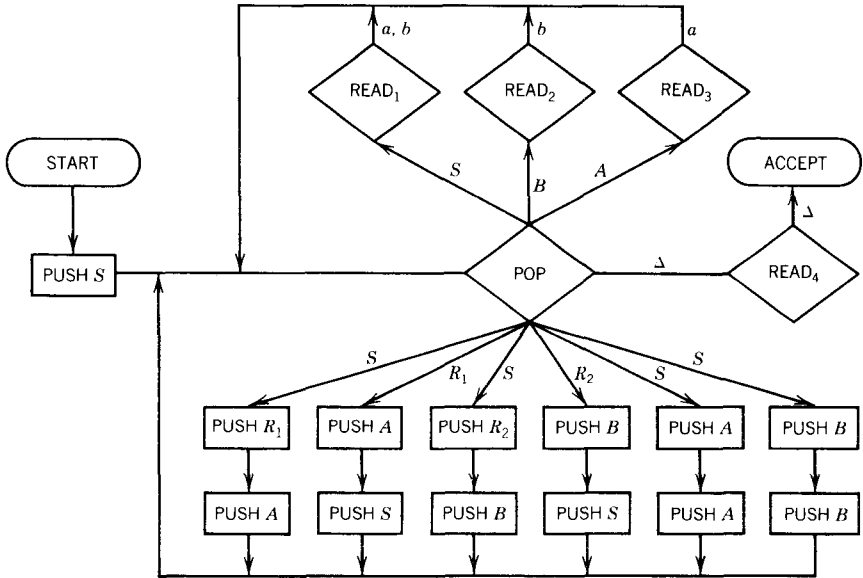 a, b
b
a
READ₁
READ₂
READ₃
START
S
B
A
ACCEPT
Δ
PUSH S
POP
Δ
READ₄
S
R₁
S
R₂
S
S
PUSH R₁
PUSH A
PUSH R₂
PUSH B
PUSH A
PUSH B
PUSH A
PUSH S
PUSH B
PUSH S
PUSH A
PUSH B